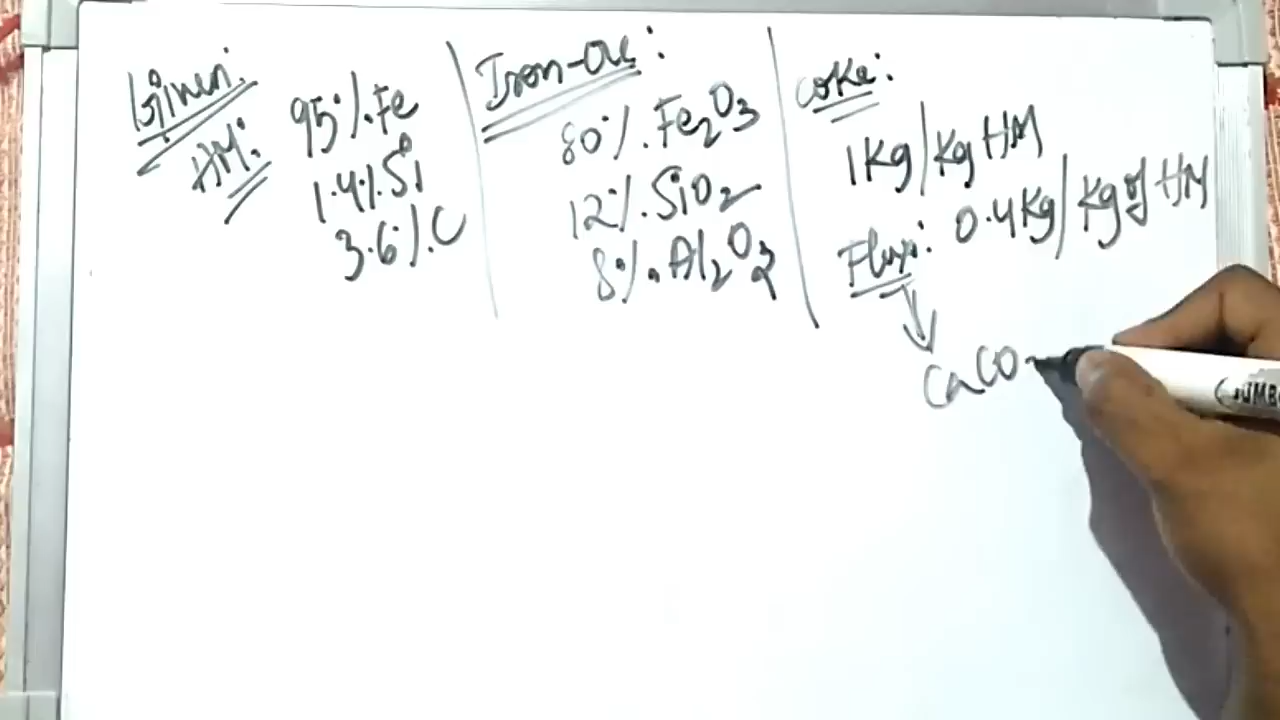 Given:
HM: 95% Fe
1.4% Si
3.6% C
Iron-Ore:
80% Fe2O3
12% SiO2
8% Al2O3
Coke:
1Kg/Kg HM
Flux: 0.4Kg/Kg of HM
CaCO